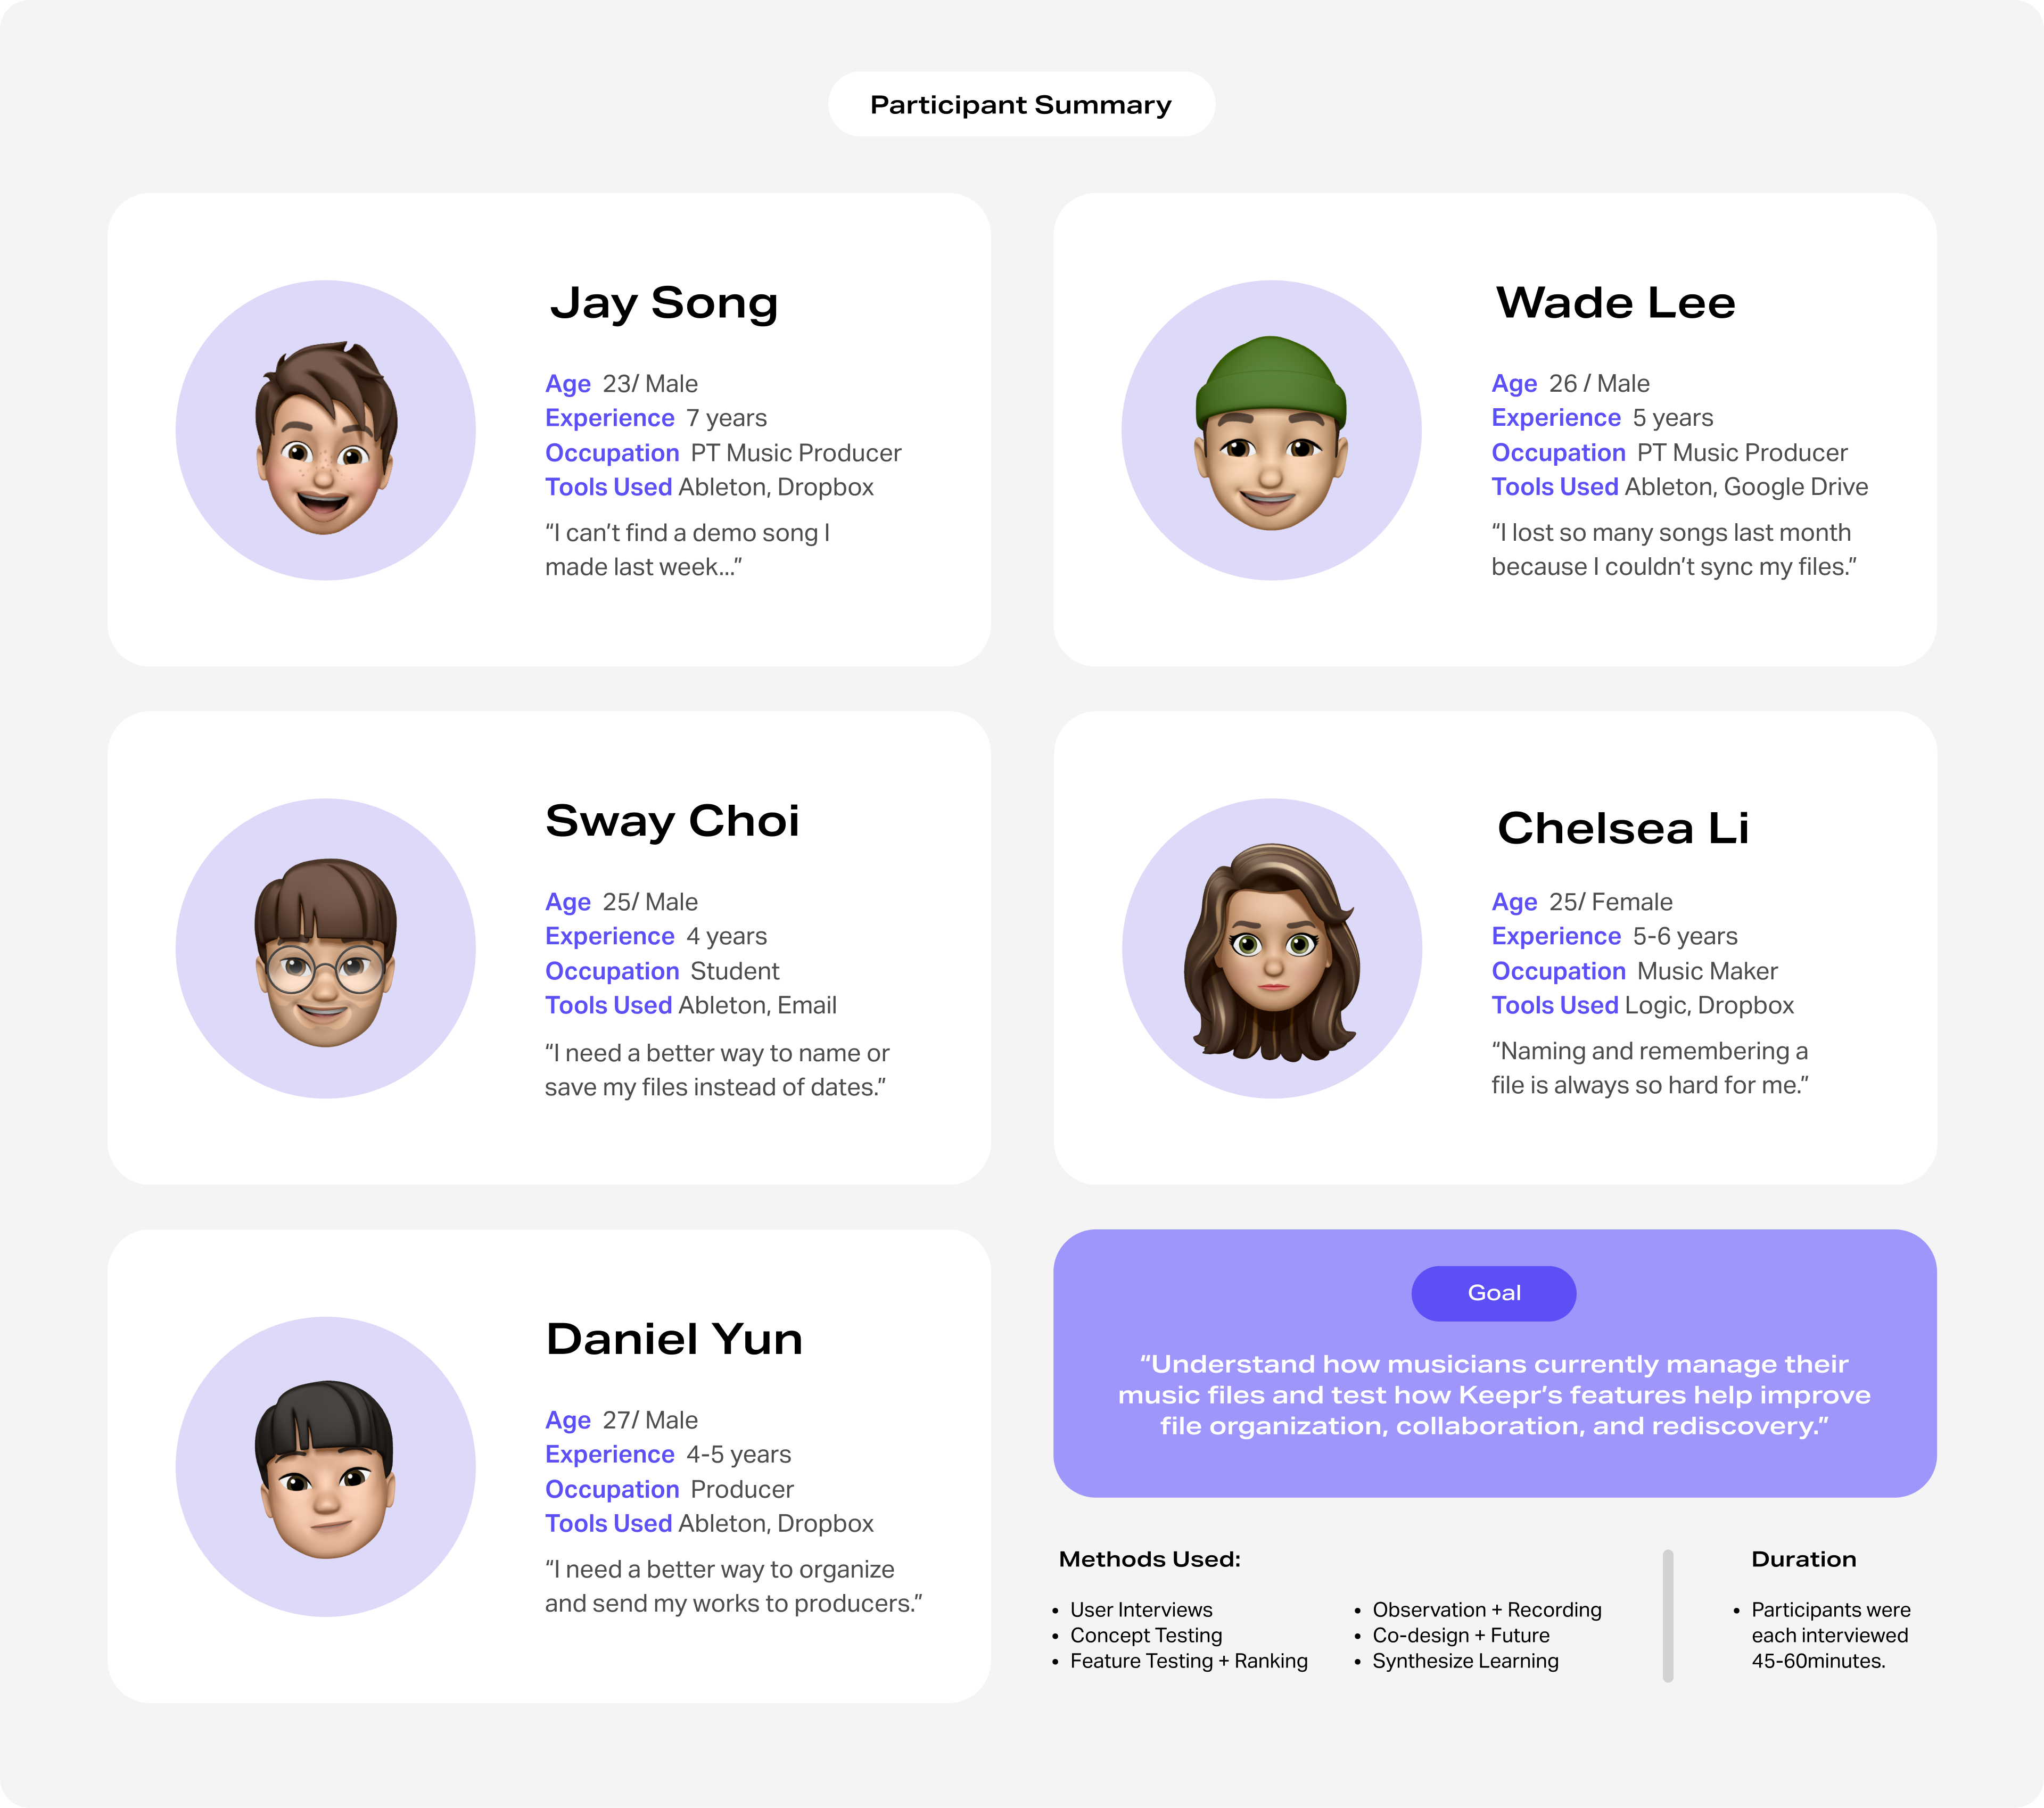 Participant Summary
Jay Song
Age 23/ Male
Experience 7 years
Occupation PT Music Producer
Tools Used Ableton, Dropbox
“I can’t find a demo song I
made last week...”
Wade Lee
Age 26 / Male
Experience 5 years
Occupation PT Music Producer
Tools Used Ableton, Google Drive
“I lost so many songs last month
because I couldn’t sync my files.”
Sway Choi
Age 25/ Male
Experience 4 years
Occupation Student
Tools Used Ableton, Email
“I need a better way to name or
save my files instead of dates.”
Chelsea Li
Age 25/ Female
Experience 5-6 years
Occupation Music Maker
Tools Used Logic, Dropbox
“Naming and remembering a
file is always so hard for me.”
Daniel Yun
Age 27/ Male
Experience 4-5 years
Occupation Producer
Tools Used Ableton, Dropbox
“I need a better way to organize
and send my works to producers.”
Goal
“Understand how musicians currently manage their
music files and test how Keepr’s features help improve
file organization, collaboration, and rediscovery.”
Methods Used:
• User Interviews
• Concept Testing
• Feature Testing + Ranking
• Observation + Recording
• Co-design + Future
• Synthesize Learning
Duration
• Participants were
each interviewed
45-60minutes.